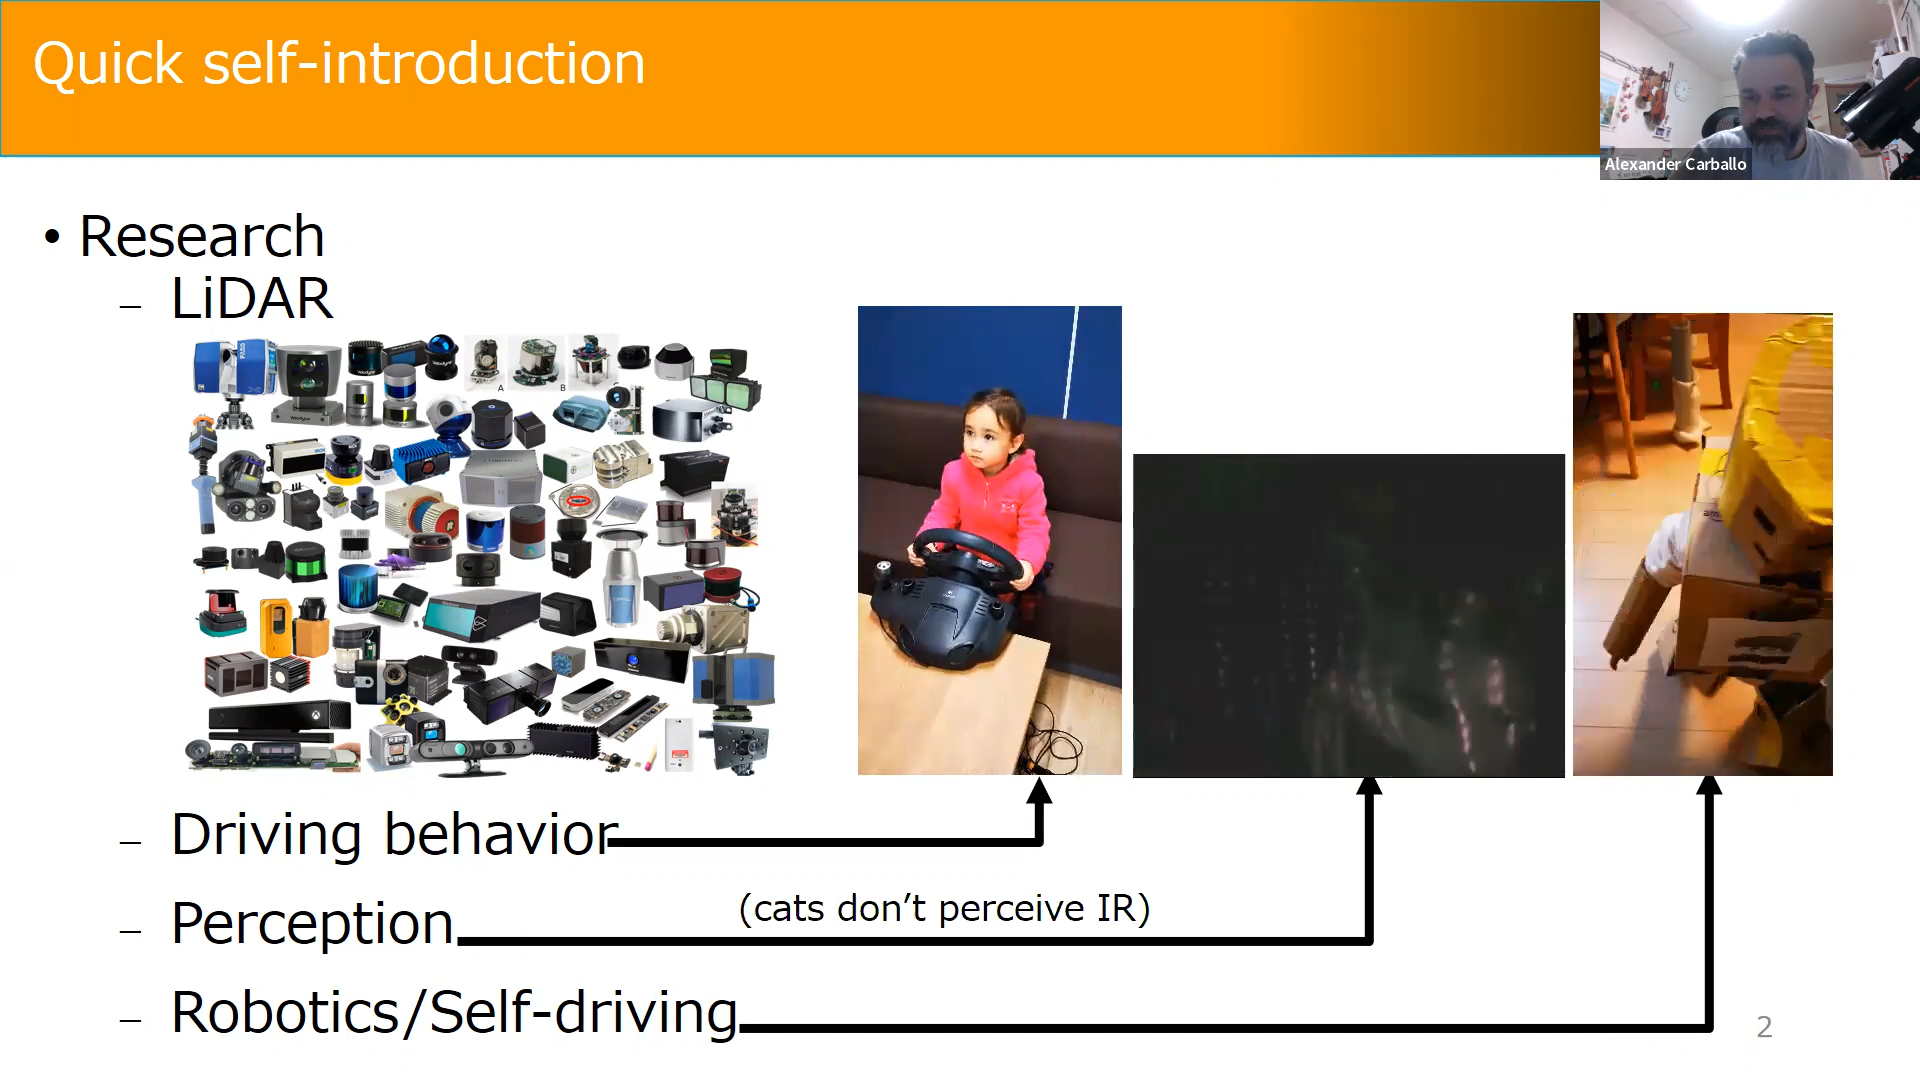 Quick self-introduction
Alexander Carballo
• Research
– LiDAR
A B
– Driving behavior
– Perception
(cats don’t perceive IR)
– Robotics/Self-driving
2